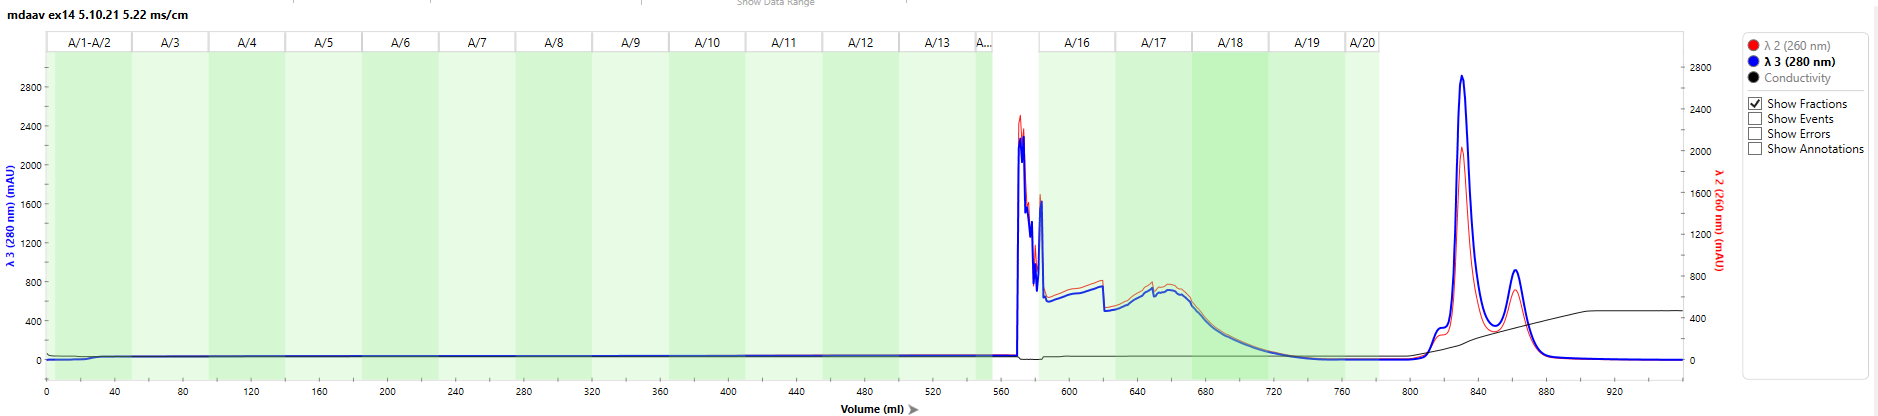 Show Data Range
mdaav ex14 5.10.21 5.22 ms/cm
A/1-A/2 A/3 A/4 A/5 A/6 A/7 A/8 A/9 A/10 A/11 A/12 A/13 A... A/16 A/17 A/18 A/19 A/20
λ 3 (280 nm) (mAU)
2800
2400
2000
1600
1200
800
400
0
2800
2400
2000
1600
1200
800
400
0
λ 2 (260 nm) (mAU)
0 40 80 120 160 200 240 280 320 360 400 440 480 520 560 600 640 680 720 760 800 840 880 920
Volume (ml)
λ 2 (260 nm)
λ 3 (280 nm)
Conductivity
Show Fractions
Show Events
Show Errors
Show Annotations